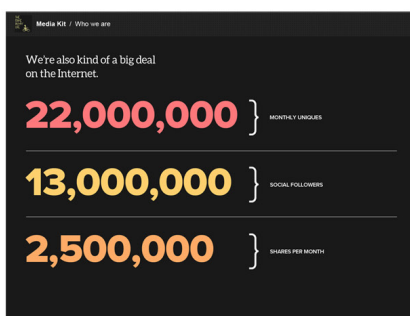 Media Kit / Who we are
We're also kind of a big deal
on the Internet.
22,000,000 } MONTHLY UNIQUES
13,000,000 } SOCIAL FOLLOWERS
2,500,000 } SHARES PER MONTH